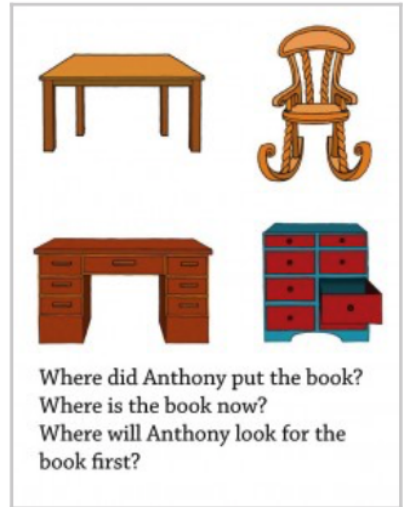 Where did Anthony put the book?
Where is the book now?
Where will Anthony look for the
book first?